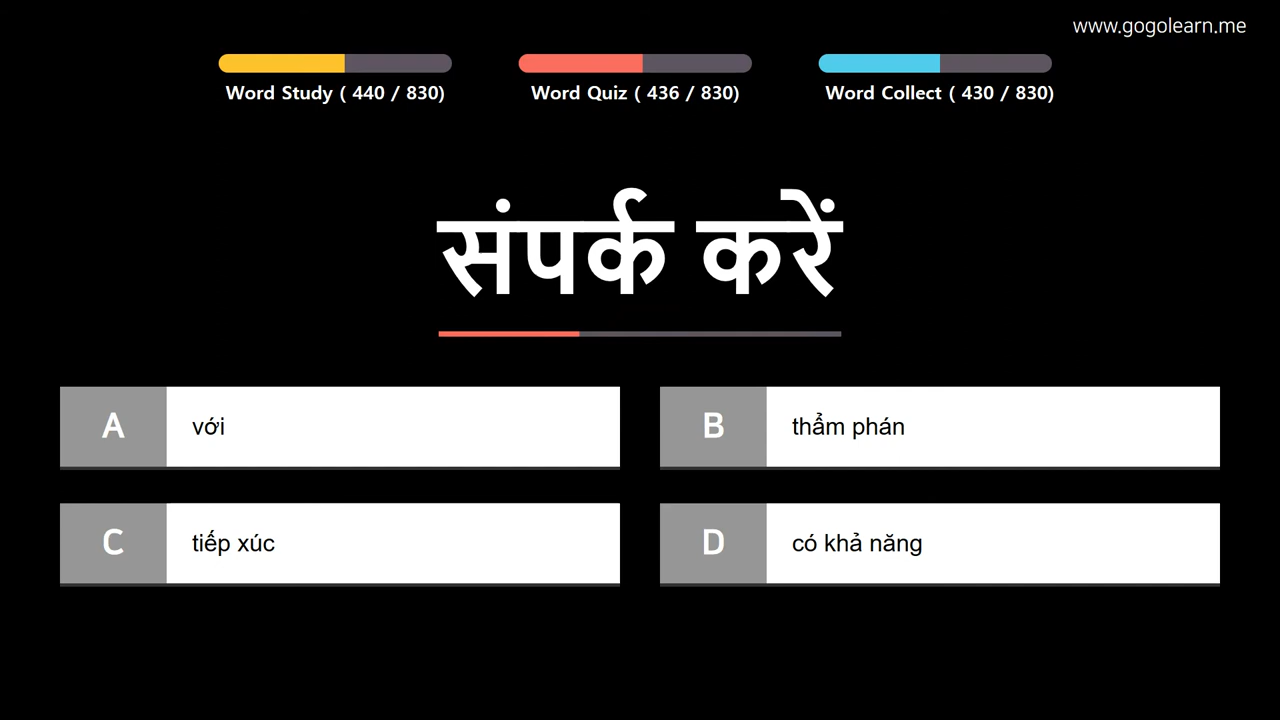 www.gogolearn.me
Word Study ( 440 / 830)
Word Quiz ( 436 / 830)
Word Collect ( 430 / 830)
संपर्क करें
A
với
B
thẩm phán
C
tiếp xúc
D
có khả năng